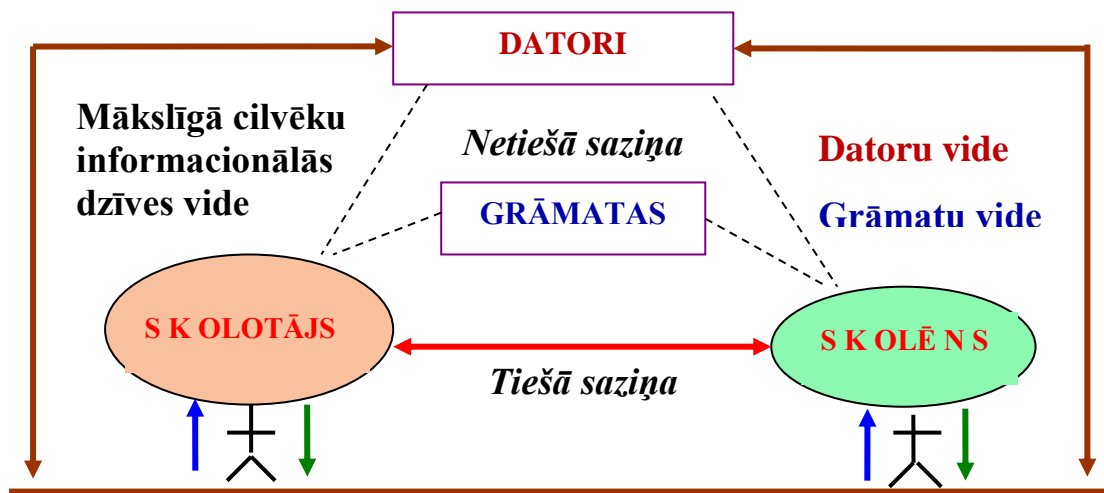 DATORI
Mākslīgā cilvēku
informacionālās
dzīves vide
Netiešā saziņa
Datoru vide
GRĀMATAS
Grāmatu vide
S K OLOTĀJS
S K OLĒ N S
Tiešā saziņa